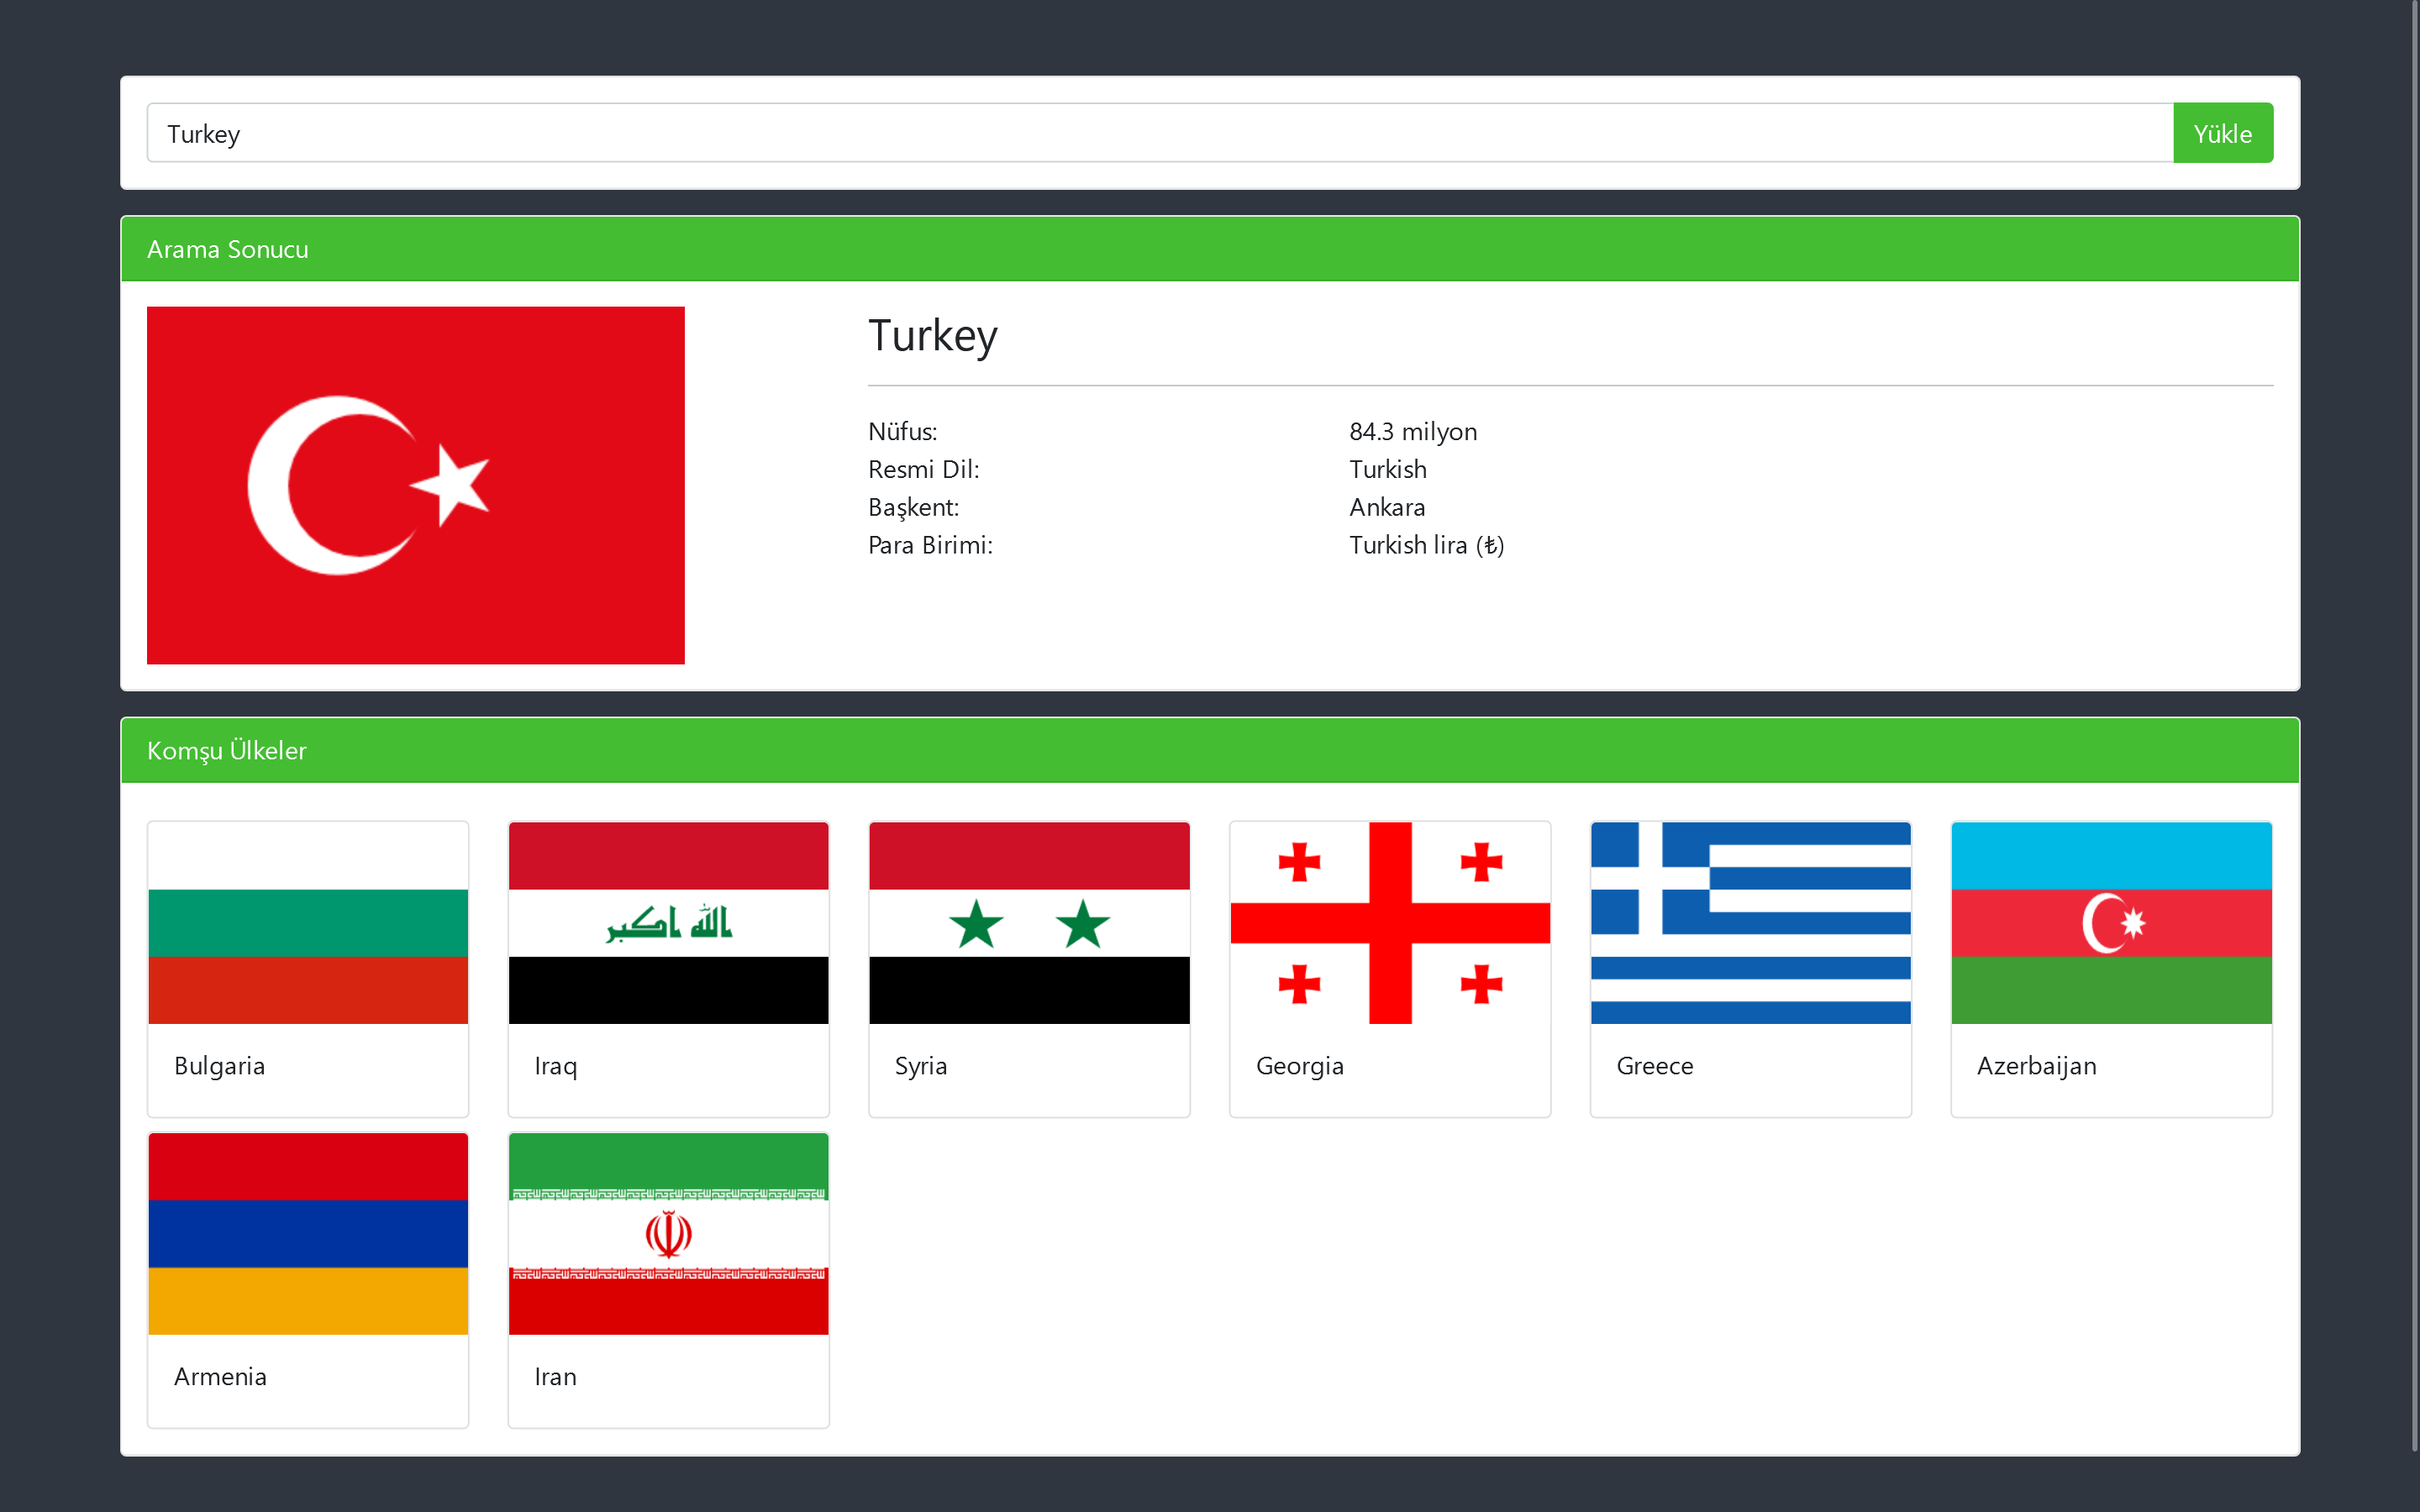 Turkey
Yükle
Arama Sonucu
Turkey
Nüfus: 84.3 milyon
Resmi Dil: Turkish
Başkent: Ankara
Para Birimi: Turkish lira (₺)
Komşu Ülkeler
الله اكبر
Bulgaria
Iraq
Syria
Georgia
Greece
Azerbaijan
Armenia
Iran